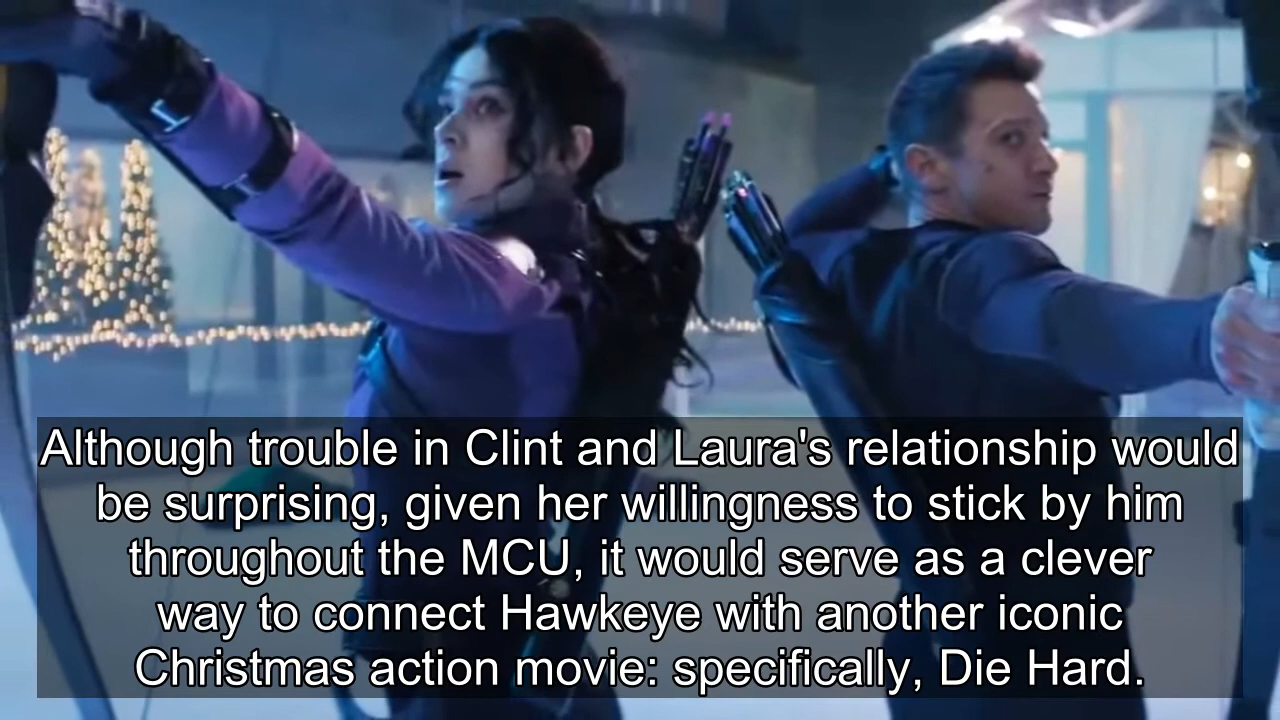 Although trouble in Clint and Laura's relationship would
be surprising, given her willingness to stick by him
throughout the MCU, it would serve as a clever
way to connect Hawkeye with another iconic
Christmas action movie: specifically, Die Hard.